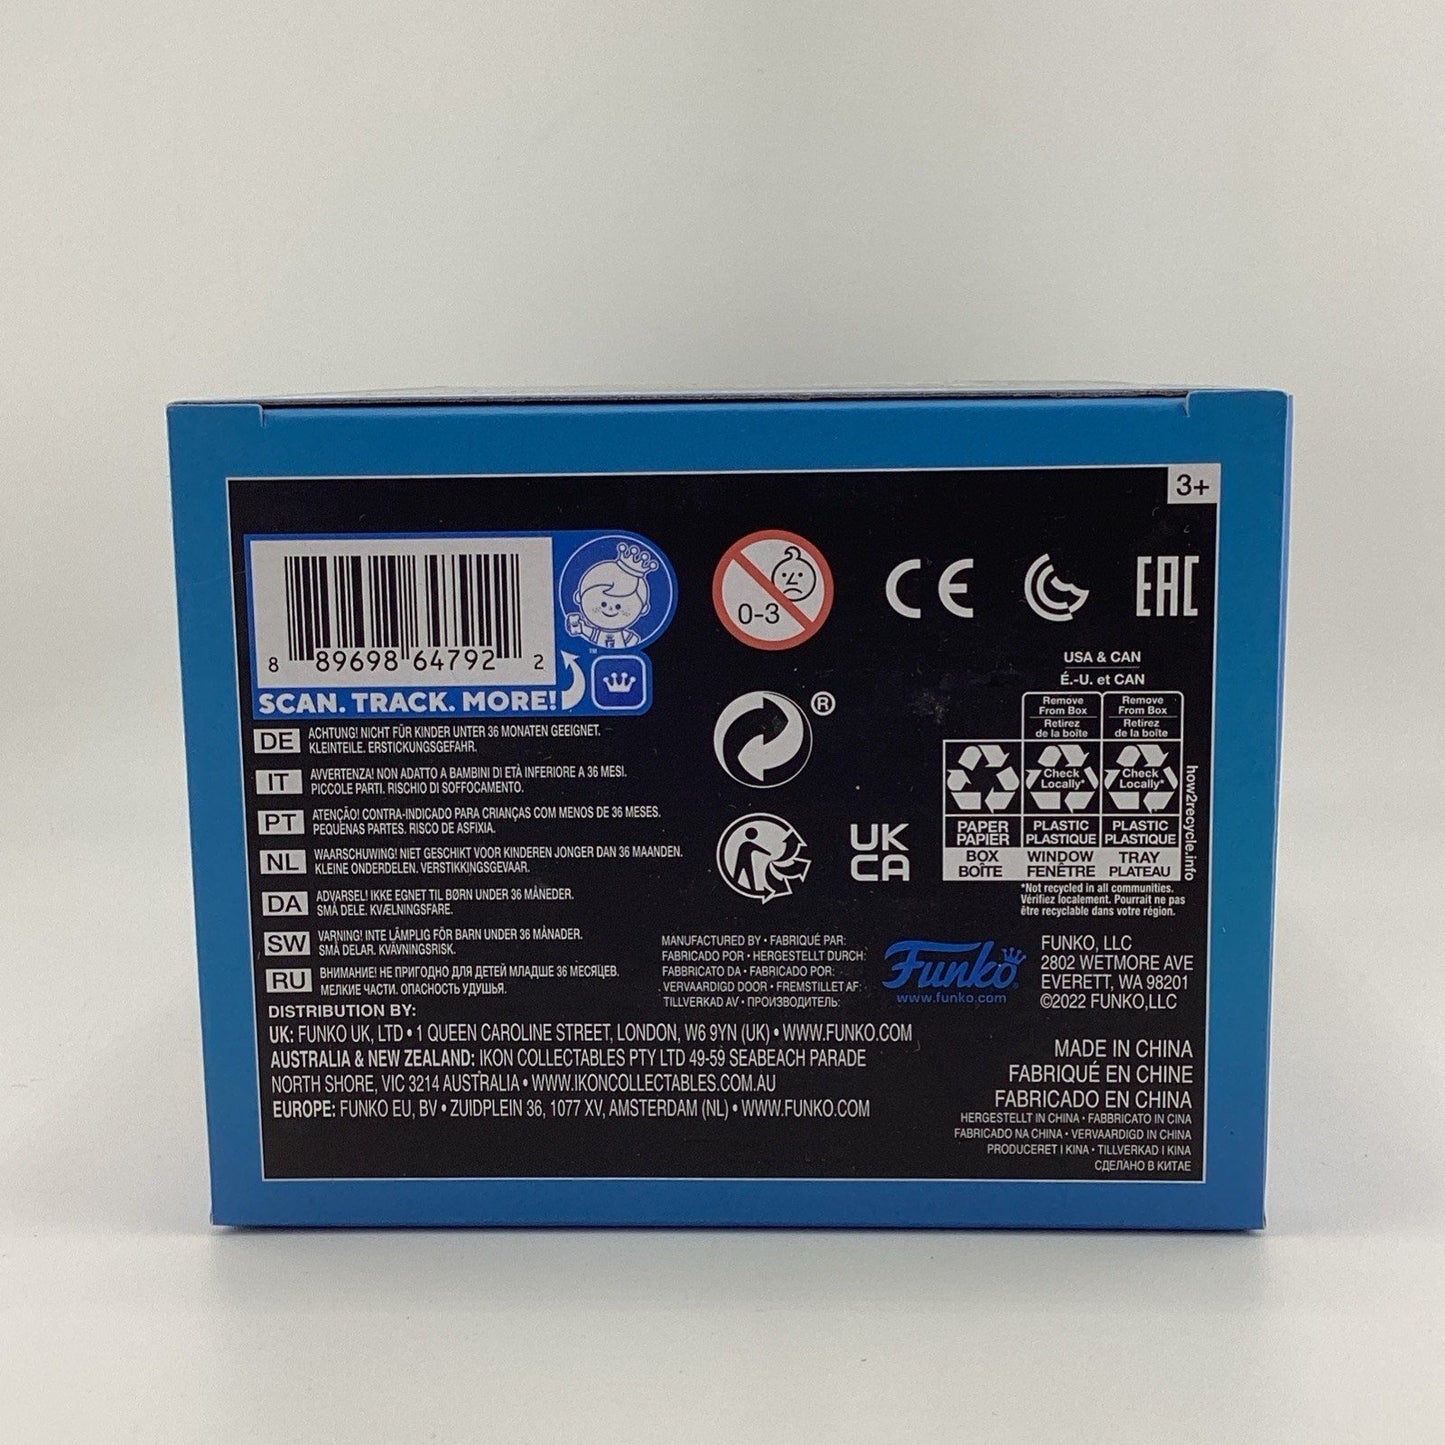 3+
8 89698 64792 2
SCAN. TRACK. MORE!
TM
0-3
CE
EAC
USA & CAN
É.-U. et CAN
Remove From Box
Retirez de la boîte
Remove From Box
Retirez de la boîte
Check Locally*
Check Locally*
PAPER PAPIER
PLASTIC PLASTIQUE
PLASTIC PLASTIQUE
BOX BOÎTE
WINDOW FENÊTRE
TRAY PLATEAU
how2recycle.info
*Not recycled in all communities.
Vérifiez localement. Pourrait ne pas
être recyclable dans votre région.
®
UK
CA
DE
ACHTUNG! NICHT FÜR KINDER UNTER 36 MONATEN GEEIGNET.
KLEINTEILE. ERSTICKUNGSGEFAHR.
IT
AVVERTENZA! NON ADATTO A BAMBINI DI ETÀ INFERIORE A 36 MESI.
PICCOLE PARTI. RISCHIO DI SOFFOCAMENTO.
PT
ATENÇÃO! CONTRA-INDICADO PARA CRIANÇAS COM MENOS DE 36 MESES.
PEQUENAS PARTES. RISCO DE ASFIXIA.
NL
WAARSCHUWING! NIET GESCHIKT VOOR KINDEREN JONGER DAN 36 MAANDEN.
KLEINE ONDERDELEN. VERSTIKKINGSGEVAAR.
DA
ADVARSEL! IKKE EGNET TIL BØRN UNDER 36 MÅNEDER.
SMÅ DELE. KVÆLNINGSFARE.
SW
VARNING! INTE LÄMPLIG FÖR BARN UNDER 36 MÅNADER.
SMÅ DELAR. KVÄVNINGSRISK.
RU
ВНИМАНИЕ! НЕ ПРИГОДНО ДЛЯ ДЕТЕЙ МЛАДШЕ 36 МЕСЯЦЕВ.
МЕЛКИЕ ЧАСТИ. ОПАСНОСТЬ УДУШЬЯ.
MANUFACTURED BY • FABRIQUÉ PAR:
FABRICADO POR • HERGESTELLT DURCH:
FABBRICATO DA • FABRICADO POR:
VERVAARDIGD DOOR • FREMSTILLET AF:
TILLVERKAD AV • ПРОИЗВОДИТЕЛЬ:
Funko
www.funko.com
FUNKO, LLC
2802 WETMORE AVE
EVERETT, WA 98201
©2022 FUNKO,LLC
DISTRIBUTION BY:
UK: FUNKO UK, LTD • 1 QUEEN CAROLINE STREET, LONDON, W6 9YN (UK) • WWW.FUNKO.COM
AUSTRALIA & NEW ZEALAND: IKON COLLECTABLES PTY LTD 49-59 SEABEACH PARADE
NORTH SHORE, VIC 3214 AUSTRALIA • WWW.IKONCOLLECTABLES.COM.AU
EUROPE: FUNKO EU, BV • ZUIDPLEIN 36, 1077 XV, AMSTERDAM (NL) • WWW.FUNKO.COM
MADE IN CHINA
FABRIQUÉ EN CHINE
FABRICADO EN CHINA
HERGESTELLT IN CHINA • FABBRICATO IN CINA
FABRICADO NA CHINA • VERVAARDIGD IN CHINA
PRODUCERET I KINA • TILLVERKAD I KINA
СДЕЛАНО В КИТАЕ